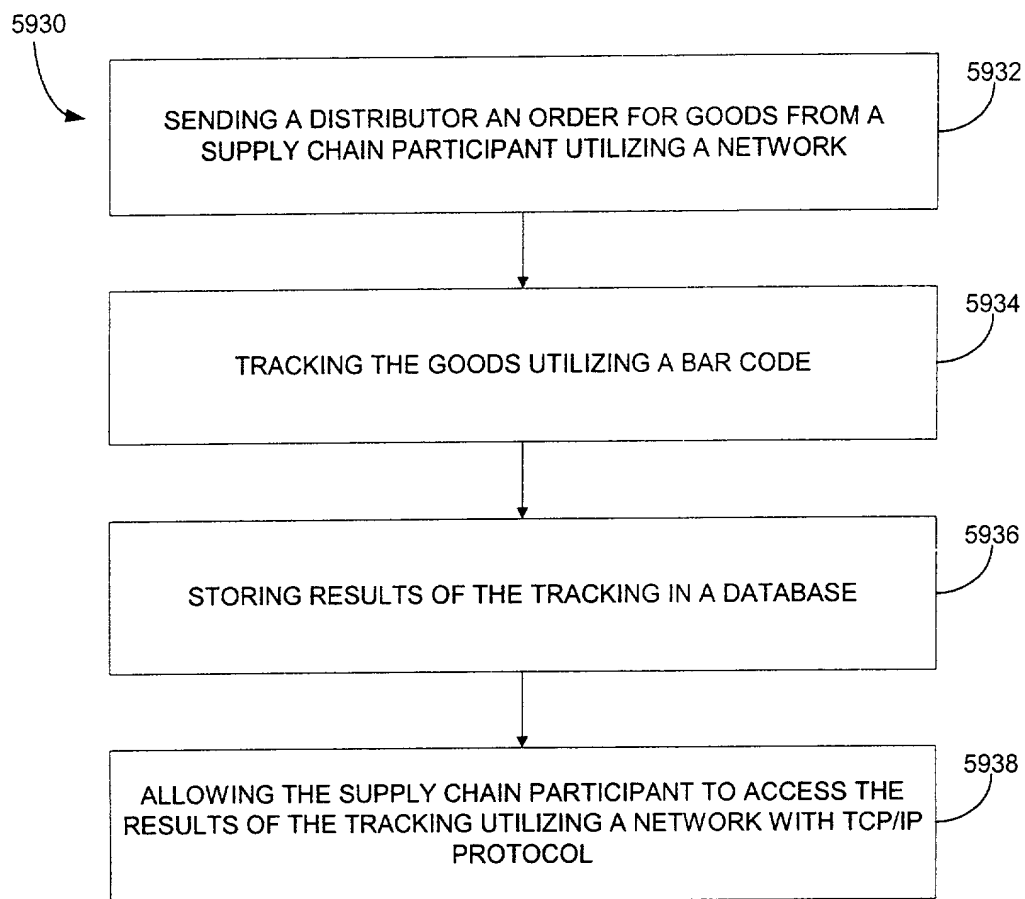 5930
5932
SENDING A DISTRIBUTOR AN ORDER FOR GOODS FROM A
SUPPLY CHAIN PARTICIPANT UTILIZING A NETWORK
5934
TRACKING THE GOODS UTILIZING A BAR CODE
5936
STORING RESULTS OF THE TRACKING IN A DATABASE
5938
ALLOWING THE SUPPLY CHAIN PARTICIPANT TO ACCESS THE
RESULTS OF THE TRACKING UTILIZING A NETWORK WITH TCP/IP
PROTOCOL